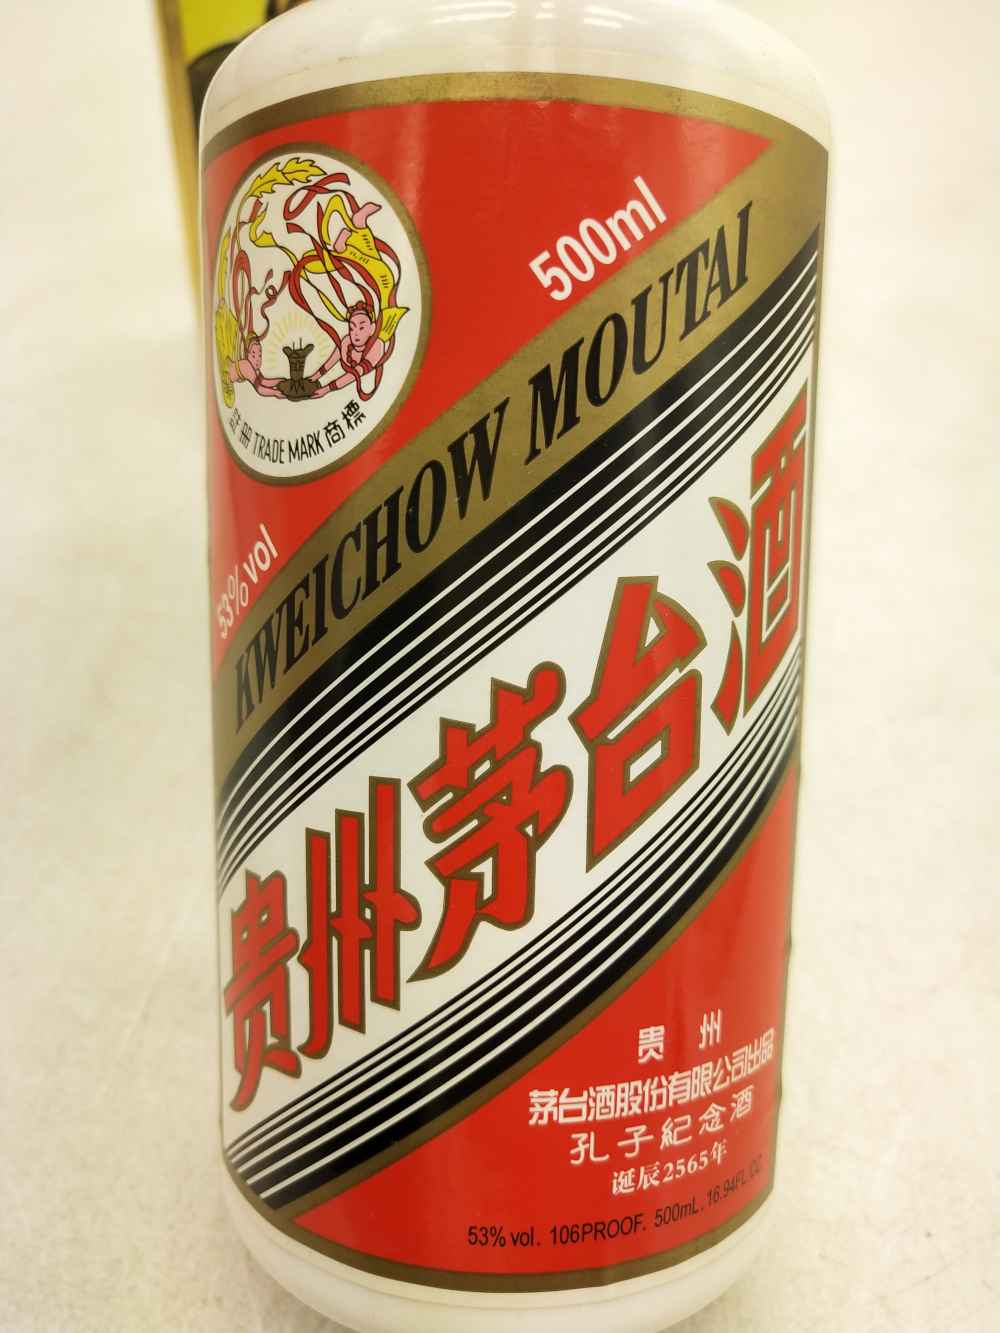 註冊 TRADE MARK 商標
500ml
53% vol
KWEICHOW MOUTAI
贵州茅台酒
贵州
茅台酒股份有限公司出品
孔子紀念酒
诞辰2565年
53% vol. 106PROOF. 500mL. 16.94FL.OZ.